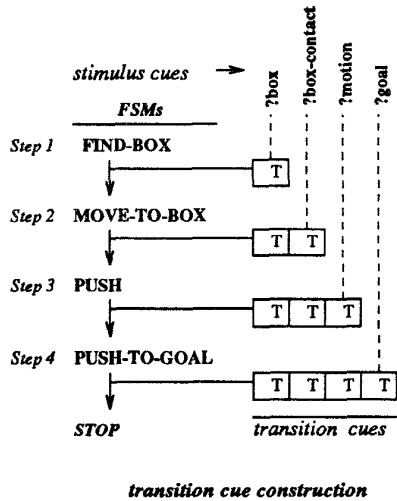 stimulus cues
?box
?box-contact
?motion
?goal
FSMs
Step 1 FIND-BOX
T
Step 2 MOVE-TO-BOX
T T
Step 3 PUSH
T T T
Step 4 PUSH-TO-GOAL
T T T T
STOP transition cues
transition cue construction